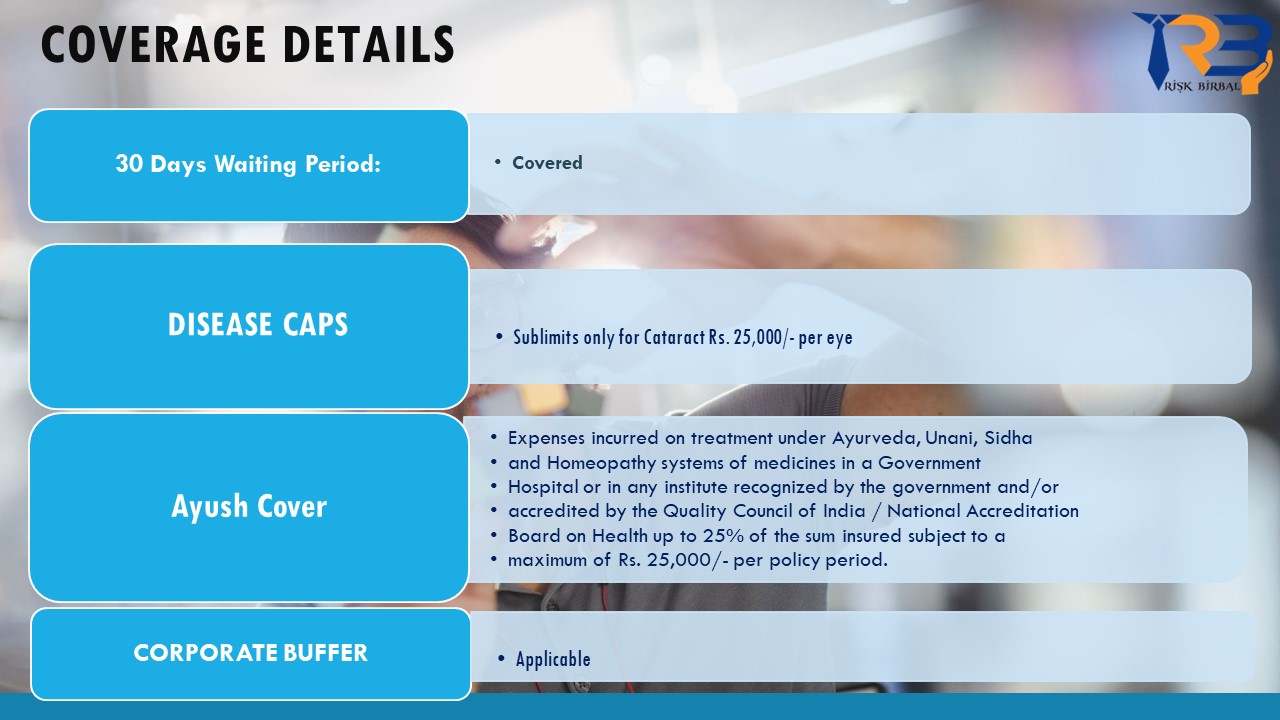 COVERAGE DETAILS
RISK BIRBAL
30 Days Waiting Period:
• Covered
DISEASE CAPS
• Sublimits only for Cataract Rs. 25,000/- per eye
Ayush Cover
• Expenses incurred on treatment under Ayurveda, Unani, Sidha
• and Homeopathy systems of medicines in a Government
• Hospital or in any institute recognized by the government and/or
• accredited by the Quality Council of India / National Accreditation
• Board on Health up to 25% of the sum insured subject to a
• maximum of Rs. 25,000/- per policy period.
CORPORATE BUFFER
• Applicable